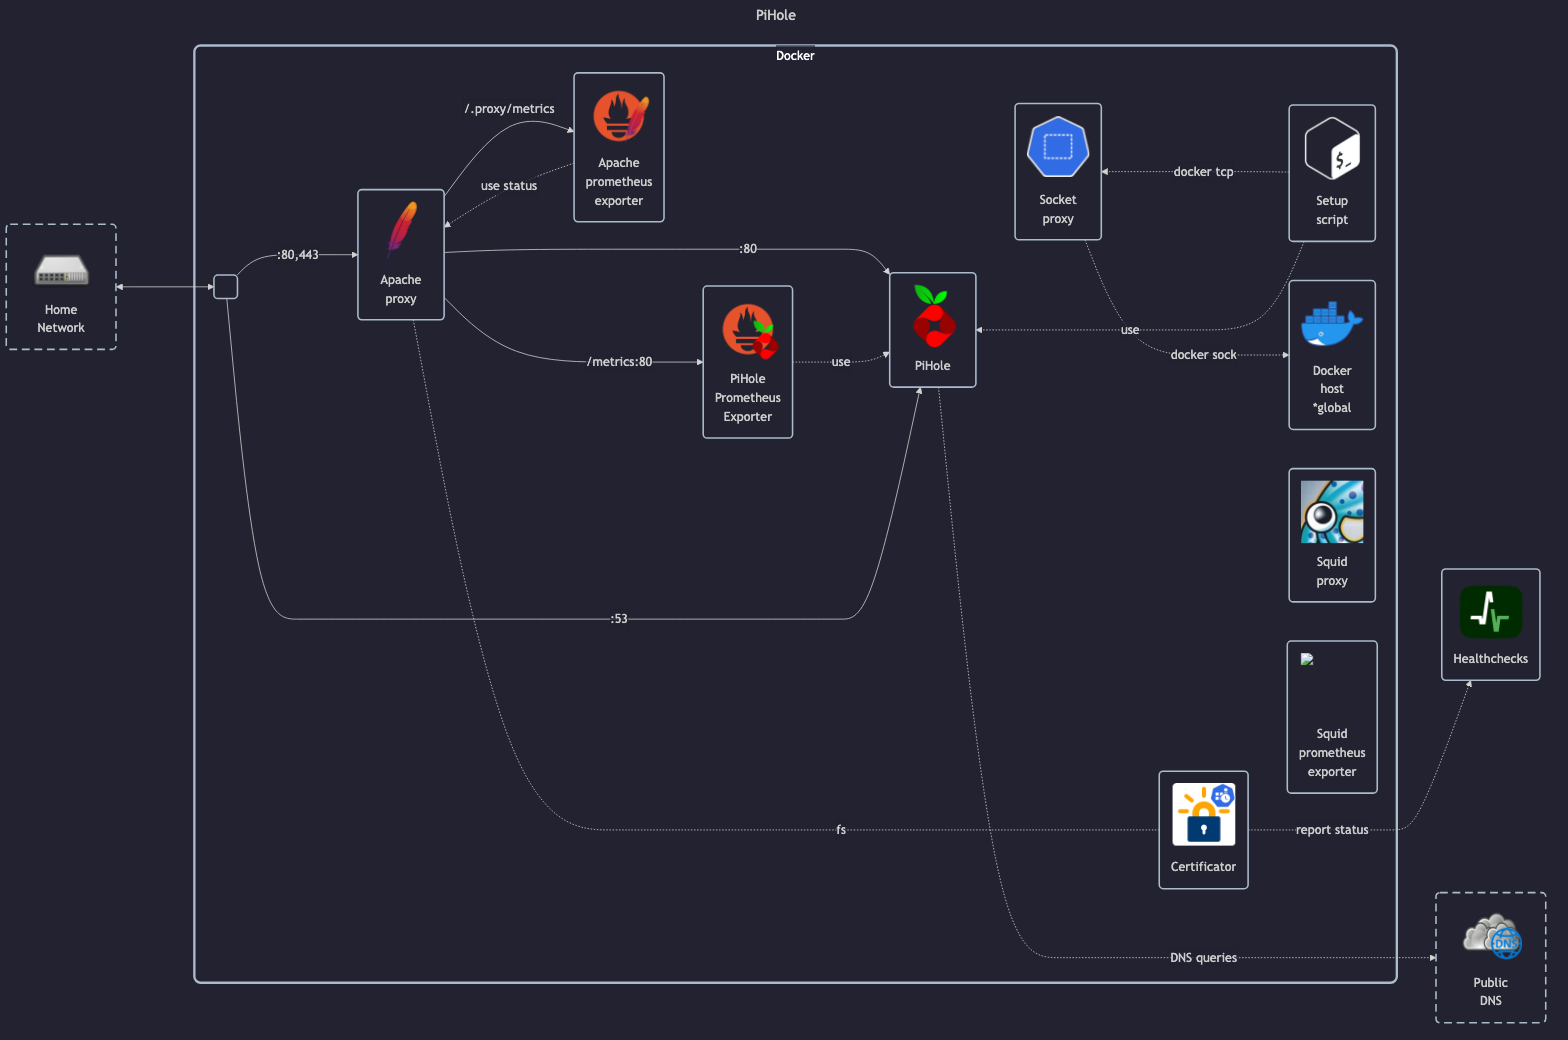 PiHole
Docker
/.proxy/metrics
Apache
prometheus
exporter
use status
Socket
proxy
docker tcp
$_
Setup
script
Home
Network
:80,443
Apache
proxy
:80
/metrics:80
PiHole
Prometheus
Exporter
use
PiHole
use
docker sock
Docker
host
*global
Squid
proxy
:53
Healthchecks
Squid
prometheus
exporter
fs
Certificator
report status
DNS queries
DNS
Public
DNS